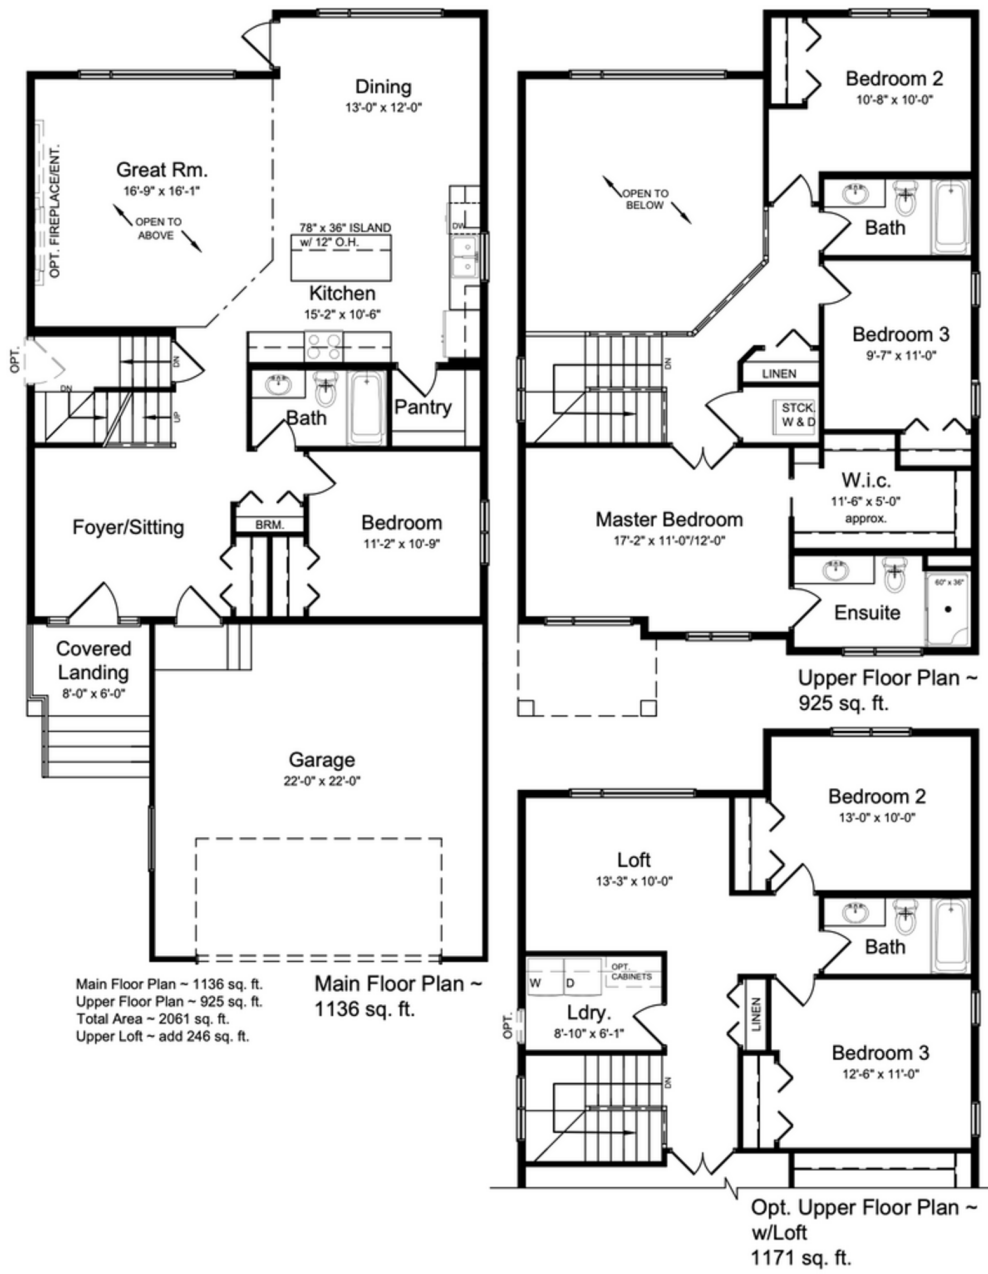 Dining
13'-0" x 12'-0"
Great Rm.
16'-9" x 16'-1"
OPEN TO
ABOVE
OPT. FIREPLACE/ENT.
78" x 36" ISLAND
w/ 12" O.H.
DW
Kitchen
15'-2" x 10'-6"
OPT.
DN
DN
UP
Bath
Pantry
Foyer/Sitting
BRM.
Bedroom
11'-2" x 10'-9"
Covered
Landing
8'-0" x 6'-0"
Garage
22'-0" x 22'-0"
Main Floor Plan ~ 1136 sq. ft.
Upper Floor Plan ~ 925 sq. ft.
Total Area ~ 2061 sq. ft.
Upper Loft ~ add 246 sq. ft.
Main Floor Plan ~
1136 sq. ft.
Bedroom 2
10'-8" x 10'-0"
OPEN TO
BELOW
Bath
Bedroom 3
9'-7" x 11'-0"
LINEN
DN
STCK.
W & D
W.i.c.
11'-6" x 5'-0"
approx.
Master Bedroom
17'-2" x 11'-0"/12'-0"
60" x 36"
Ensuite
Upper Floor Plan ~
925 sq. ft.
Bedroom 2
13'-0" x 10'-0"
Loft
13'-3" x 10'-0"
Bath
OPT.
CABINETS
W
D
Ldry.
8'-10" x 6'-1"
OPT.
LINEN
Bedroom 3
12'-6" x 11'-0"
DN
Opt. Upper Floor Plan ~
w/Loft
1171 sq. ft.